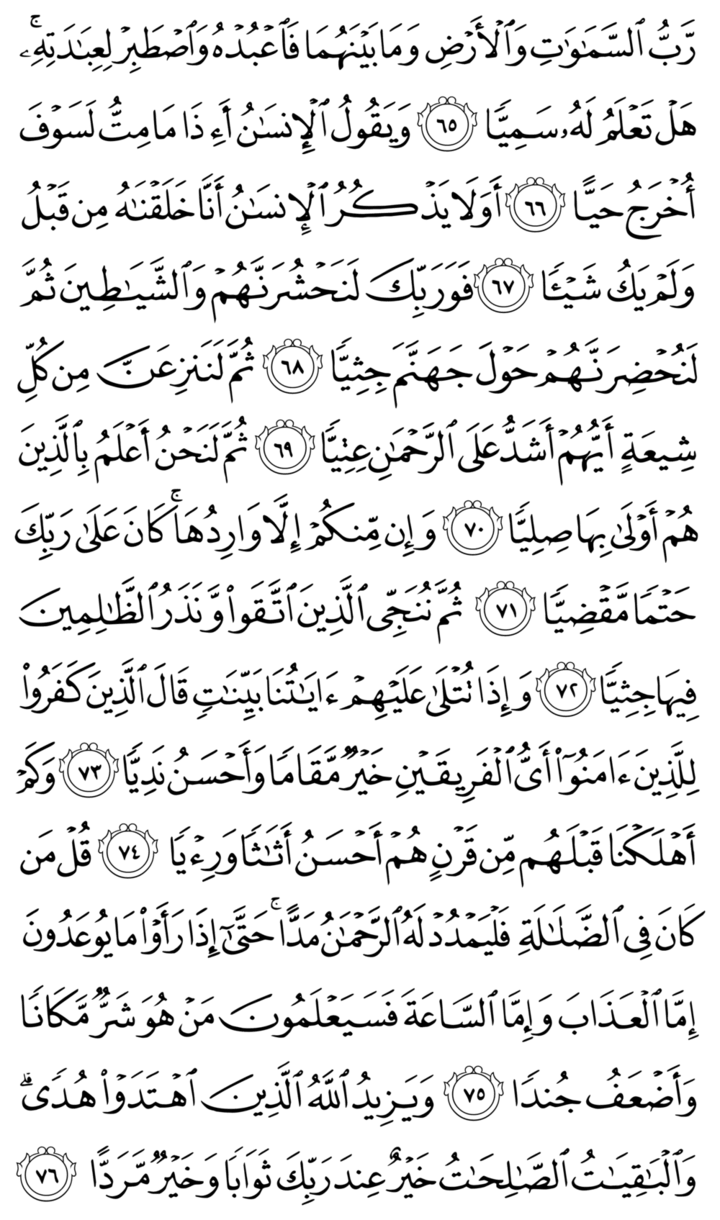 رَّبُّ ٱلسَّمَٰوَٰتِ وَٱلْأَرْضِ وَمَا بَيْنَهُمَا فَٱعْبُدْهُ وَٱصْطَبِرْ لِعِبَٰدَتِهِۦۚ
هَلْ تَعْلَمُ لَهُۥ سَمِيًّا ٦٥ وَيَقُولُ ٱلْإِنسَٰنُ أَءِذَا مَا مِتُّ لَسَوْفَ
أُخْرَجُ حَيًّا ٦٦ أَوَلَا يَذْكُرُ ٱلْإِنسَٰنُ أَنَّا خَلَقْنَٰهُ مِن قَبْلُ
وَلَمْ يَكُ شَيْـًٔا ٦٧ فَوَرَبِّكَ لَنَحْشُرَنَّهُمْ وَٱلشَّيَٰطِينَ ثُمَّ
لَنُحْضِرَنَّهُمْ حَوْلَ جَهَنَّمَ جِثِيًّا ٦٨ ثُمَّ لَنَنزِعَنَّ مِن كُلِّ
شِيعَةٍ أَيُّهُمْ أَشَدُّ عَلَى ٱلرَّحْمَٰنِ عِتِيًّا ٦٩ ثُمَّ لَنَحْنُ أَعْلَمُ بِٱلَّذِينَ
هُمْ أَوْلَىٰ بِهَا صِلِيًّا ٧٠ وَإِن مِّنكُمْ إِلَّا وَارِدُهَاۚ كَانَ عَلَىٰ رَبِّكَ
حَتْمًا مَّقْضِيًّا ٧١ ثُمَّ نُنَجِّى ٱلَّذِينَ ٱتَّقَوا۟ وَّنَذَرُ ٱلظَّٰلِمِينَ
فِيهَا جِثِيًّا ٧٢ وَإِذَا تُتْلَىٰ عَلَيْهِمْ ءَايَٰتُنَا بَيِّنَٰتٍ قَالَ ٱلَّذِينَ كَفَرُوا۟
لِلَّذِينَ ءَامَنُوٓا۟ أَىُّ ٱلْفَرِيقَيْنِ خَيْرٌ مَّقَامًا وَأَحْسَنُ نَدِيًّا ٧٣ وَكَمْ
أَهْلَكْنَا قَبْلَهُم مِّن قَرْنٍ هُمْ أَحْسَنُ أَثَٰثًا وَرِءْيًا ٧٤ قُلْ مَن
كَانَ فِى ٱلضَّلَٰلَةِ فَلْيَمْدُدْ لَهُ ٱلرَّحْمَٰنُ مَدًّاۚ حَتَّىٰٓ إِذَا رَأَوْا۟ مَا يُوعَدُونَ
إِمَّا ٱلْعَذَابَ وَإِمَّا ٱلسَّاعَةَ فَسَيَعْلَمُونَ مَنْ هُوَ شَرٌّ مَّكَانًا
وَأَضْعَفُ جُندًا ٧٥ وَيَزِيدُ ٱللَّهُ ٱلَّذِينَ ٱهْتَدَوْا۟ هُدًىۗ
وَٱلْبَٰقِيَٰتُ ٱلصَّٰلِحَٰتُ خَيْرٌ عِندَ رَبِّكَ ثَوَابًا وَخَيْرٌ مَّرَدًّا ٧٦